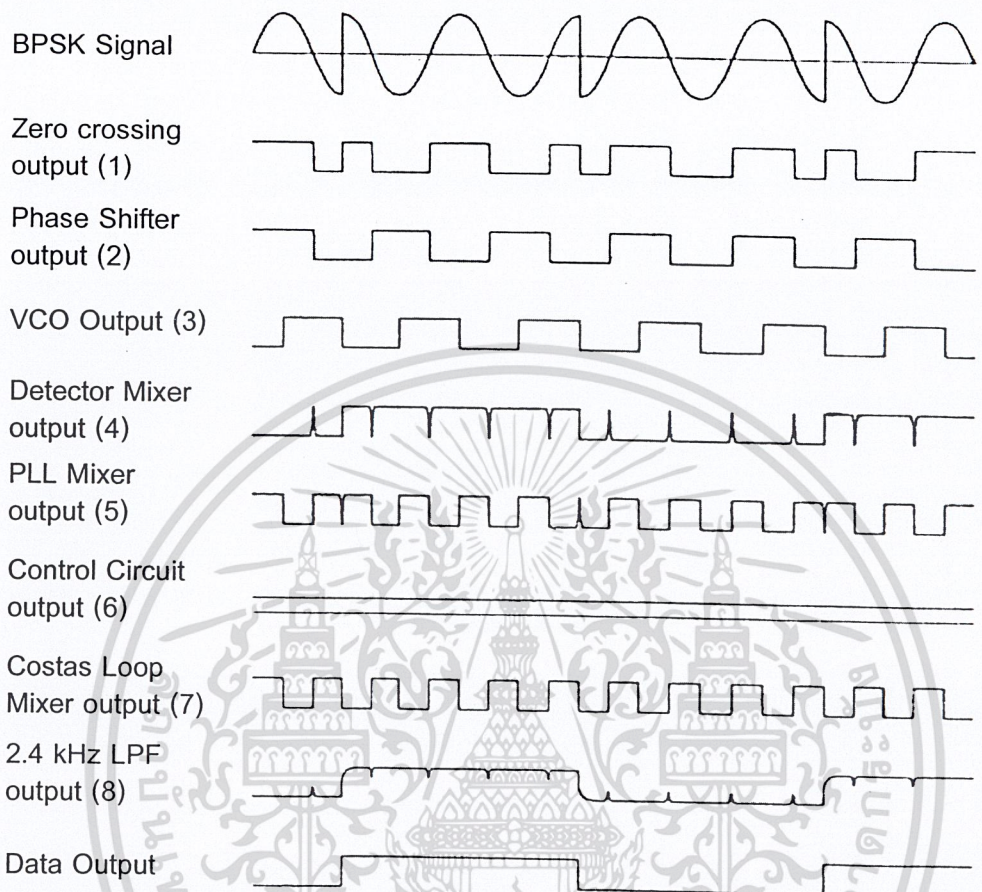 BPSK Signal
Zero crossing
output (1)
Phase Shifter
output (2)
VCO Output (3)
Detector Mixer
output (4)
PLL Mixer
output (5)
Control Circuit
output (6)
Costas Loop
Mixer output (7)
2.4 kHz LPF
output (8)
Data Output